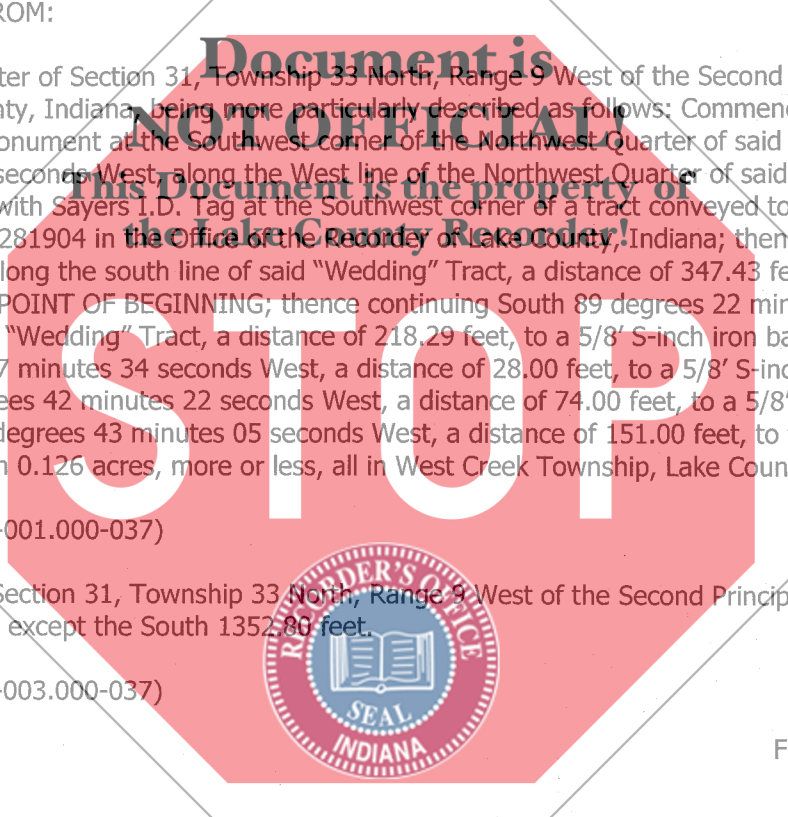 ROM:
Document is
ter of Section 31, Township 33 North, Range 9 West of the Second
nty, Indiana, being more particularly described as follows: Commenc
NOT OFFICIAL!
onument at the Southwest corner of the Northwest Quarter of said
seconds West, along the West line of the Northwest Quarter of said
This Document is the property of
with Sayers I.D. Tag at the Southwest corner of a tract conveyed to
281904 in the Office of the Recorder of Lake County, Indiana; then
the Lake County Recorder!
long the south line of said “Wedding” Tract, a distance of 347.43 fe
POINT OF BEGINNING; thence continuing South 89 degrees 22 min
“Wedding” Tract, a distance of 218.29 feet, to a 5/8’ S-inch iron ba
7 minutes 34 seconds West, a distance of 28.00 feet, to a 5/8’ S-inc
ees 42 minutes 22 seconds West, a distance of 74.00 feet, to a 5/8’
degrees 43 minutes 05 seconds West, a distance of 151.00 feet, to
n 0.126 acres, more or less, all in West Creek Township, Lake Coun
STOP
-001.000-037)
Section 31, Township 33 North, Range 9 West of the Second Princip
except the South 1352.80 feet.
RECORDER'S OFFICE
SEAL
INDIANA
-003.000-037)
F